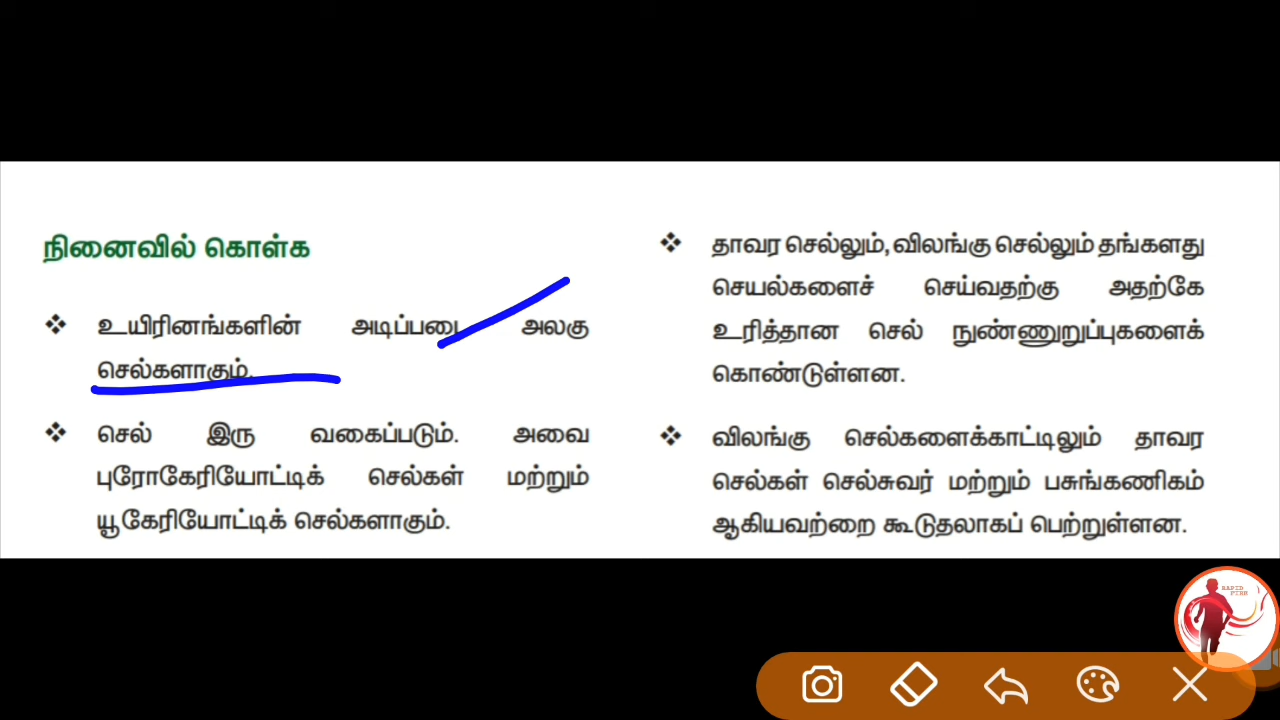 நினைவில் கொள்க
❖ உயிரினங்களின் அடிப்படை அலகு
செல்களாகும்.
❖ செல் இரு வகைப்படும். அவை
புரோகேரியோட்டிக் செல்கள் மற்றும்
யூகேரியோட்டிக் செல்களாகும்.
❖ தாவர செல்லும், விலங்கு செல்லும் தங்களது
செயல்களைச் செய்வதற்கு அதற்கே
உரித்தான செல் நுண்ணுறுப்புகளைக்
கொண்டுள்ளன.
❖ விலங்கு செல்களைக்காட்டிலும் தாவர
செல்கள் செல்சுவர் மற்றும் பசுங்கணிகம்
ஆகியவற்றை கூடுதலாகப் பெற்றுள்ளன.
RAPID
FIRE